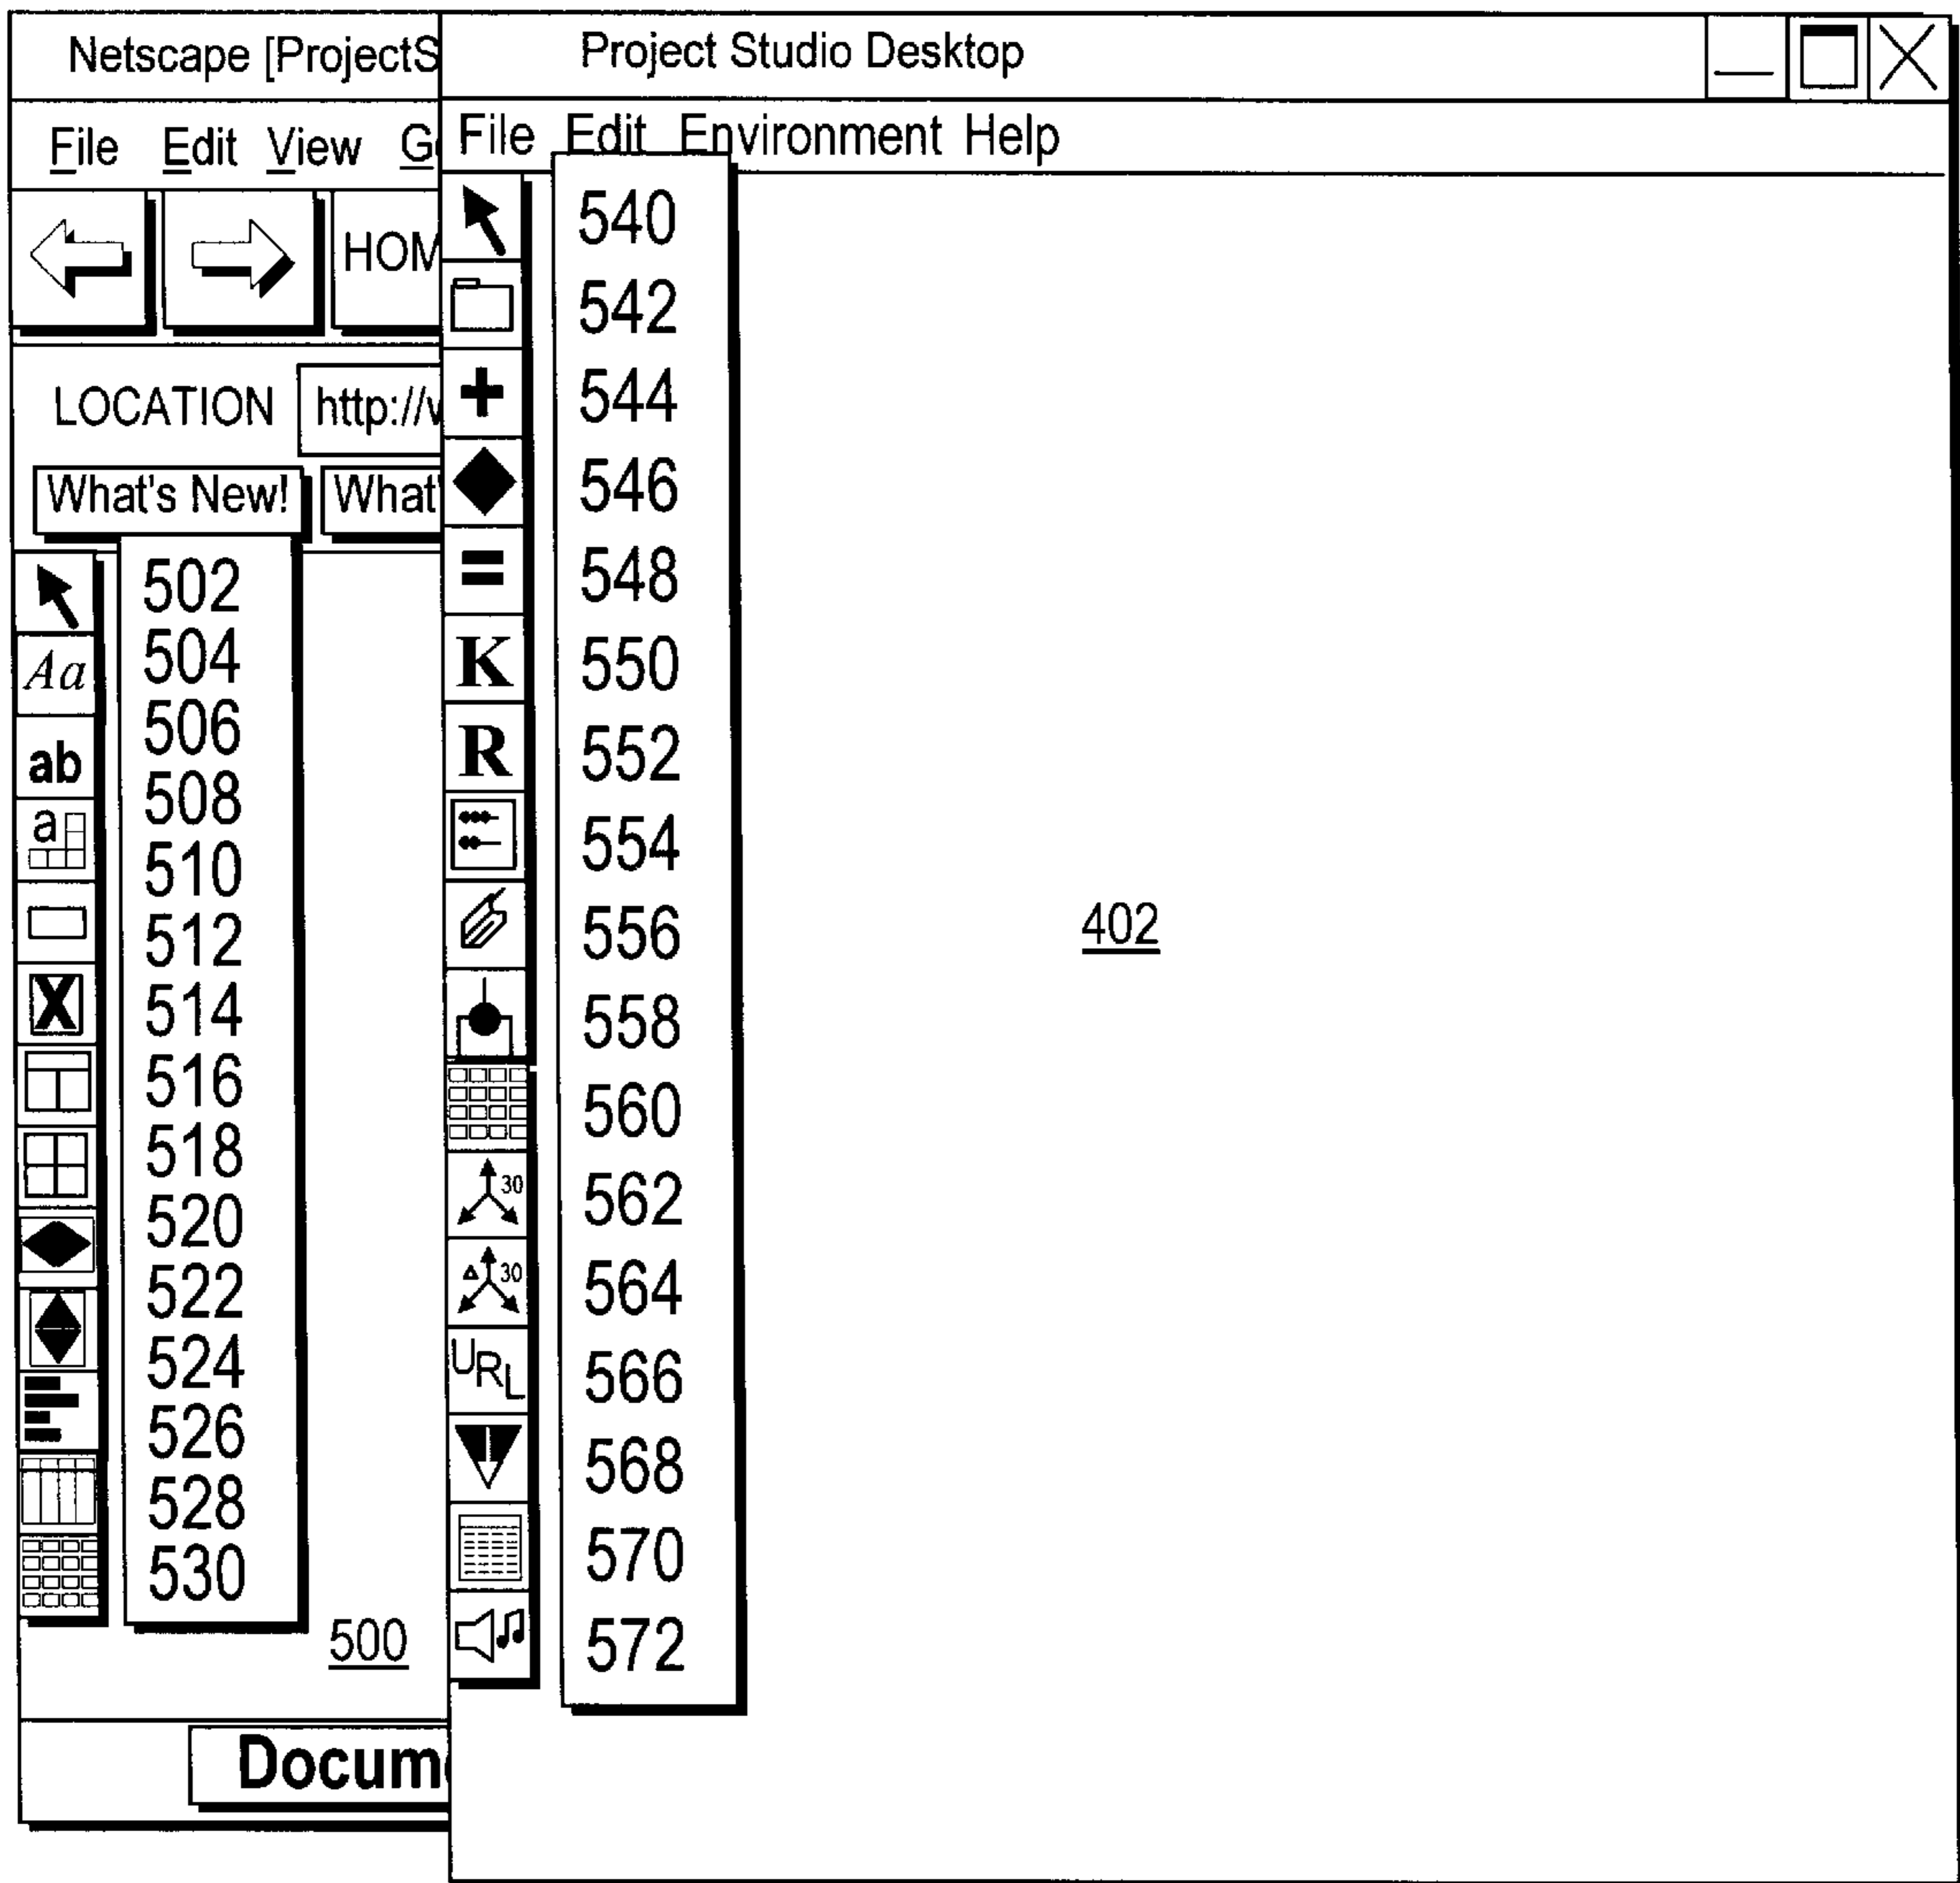 Netscape [ProjectS
File Edit View G
HOM
LOCATION http://
What's New! What'
Aa
ab
a
X
502
504
506
508
510
512
514
516
518
520
522
524
526
528
530
500
Docum
Project Studio Desktop
File Edit Environment Help
+
=
K
R
30
30
URL
540
542
544
546
548
550
552
554
556
558
560
562
564
566
568
570
572
402